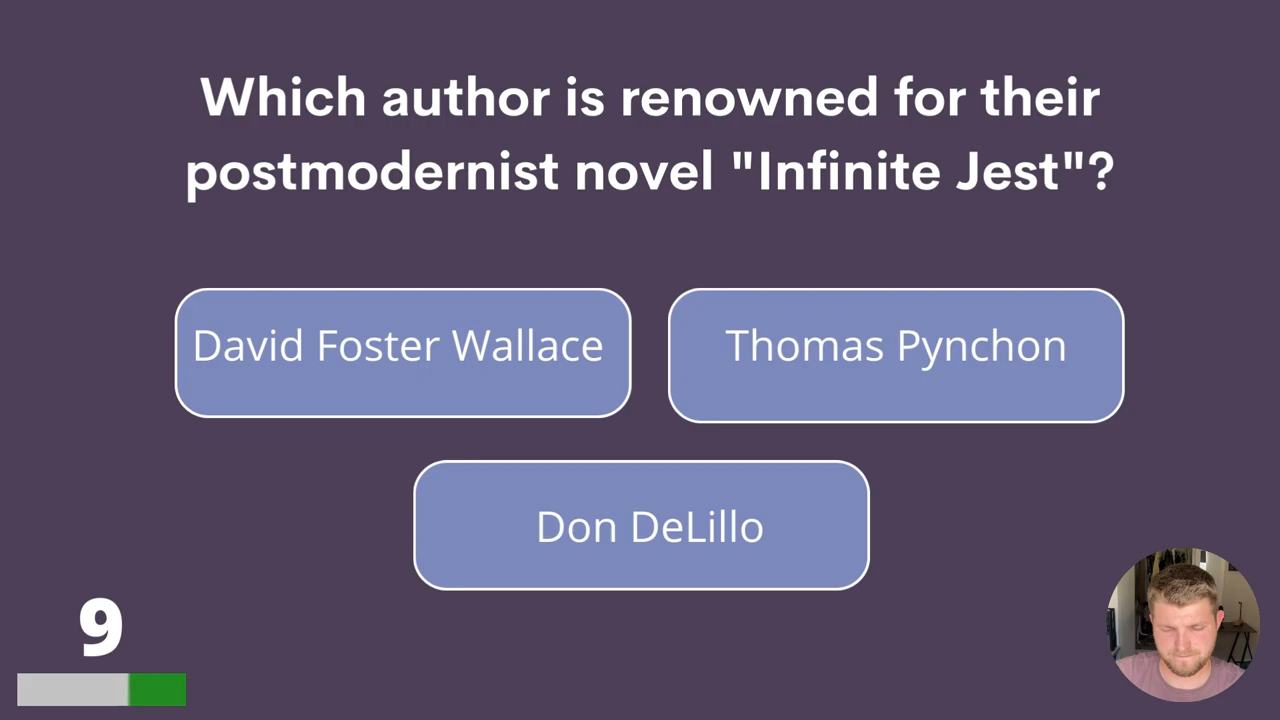 Which author is renowned for their
postmodernist novel "Infinite Jest"?
David Foster Wallace
Thomas Pynchon
Don DeLillo
9